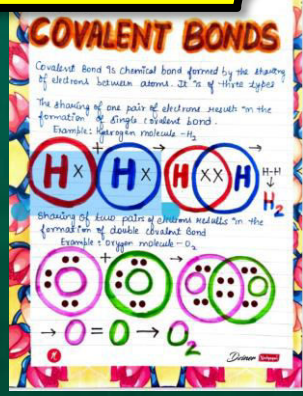 COVALENT BONDS
Covalent Bond is chemical bond formed by the sharing
of electrons between atoms. It is of three types
The sharing of one pair of electrons results in the
formation of single covalent bond.
Example: Hydrogen molecule - H2
H x + H x → H xx H → H-H
↓
H2
Sharing of two pairs of electrons Results in the
formation of double covalent Bond
Example: oxygen molecule - O2
O + O → O O
→ O = O → O2
Diviner